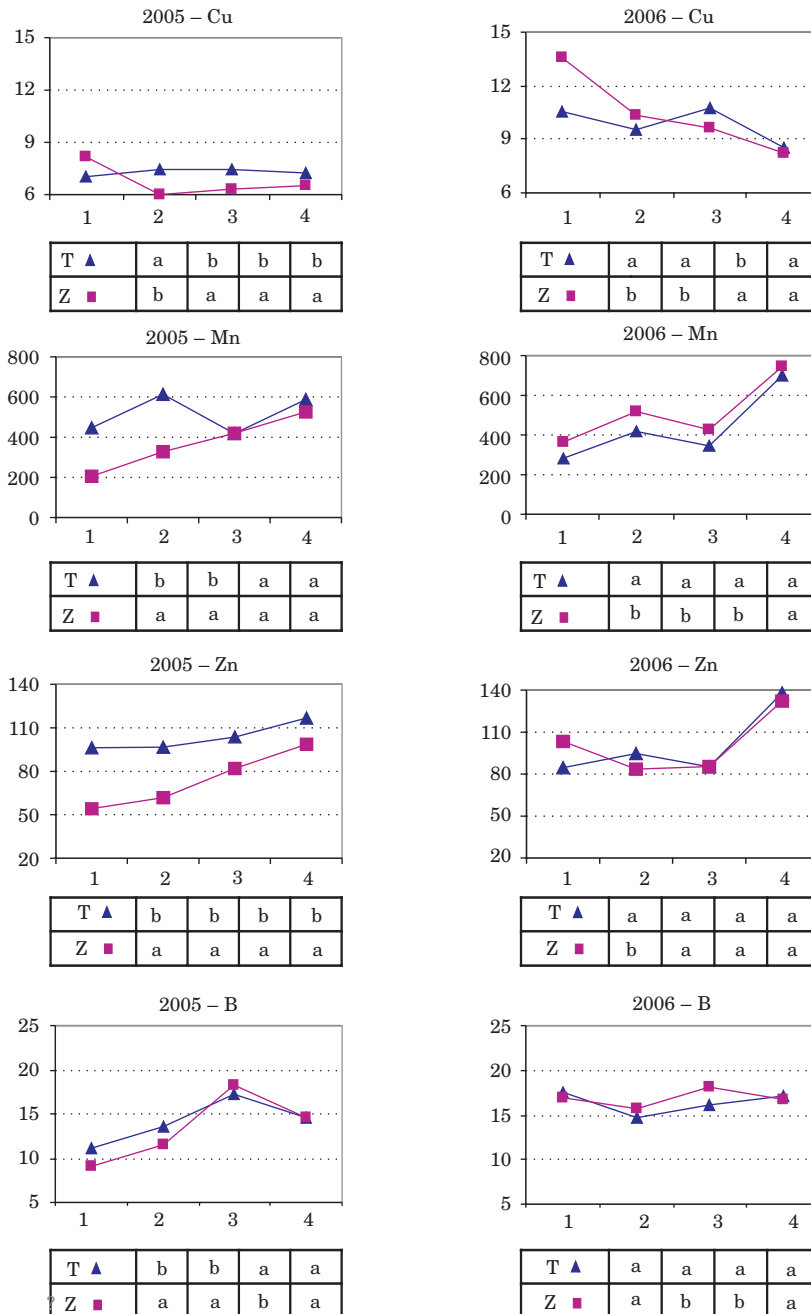 2005 – Cu
15
12
9
6
1 2 3 4
T a b b b
Z b a a a
2006 – Cu
15
12
9
6
1 2 3 4
T a a b a
Z b b a a
2005 – Mn
800
600
400
200
0
1 2 3 4
T b b a a
Z a a a a
2006 – Mn
800
600
400
200
0
1 2 3 4
T a a a a
Z b b b a
2005 – Zn
140
110
80
50
20
1 2 3 4
T b b b b
Z a a a a
2006 – Zn
140
110
80
50
20
1 2 3 4
T a a a a
Z b a a a
2005 – B
25
20
15
10
5
1 2 3 4
T b b a a
Z a a b a
2006 – B
25
20
15
10
5
1 2 3 4
T a a a a
Z a b b a